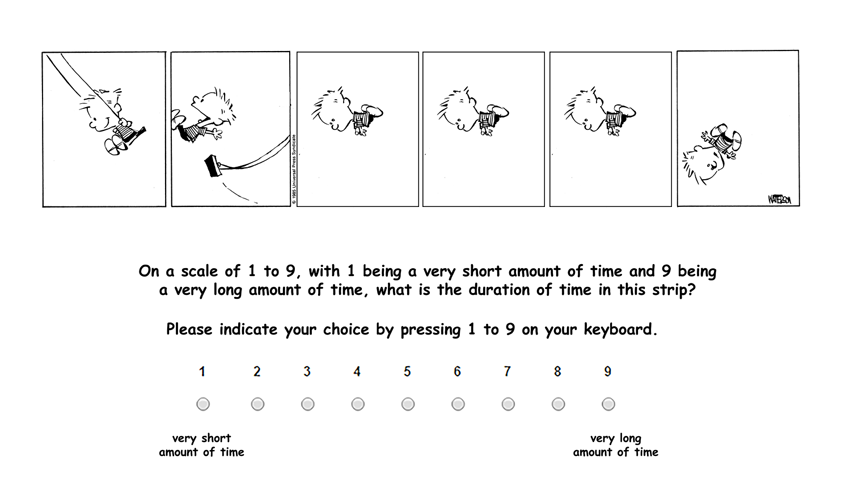 © 1985 Universal Press Syndicate
WATTERSON
On a scale of 1 to 9, with 1 being a very short amount of time and 9 being
a very long amount of time, what is the duration of time in this strip?
Please indicate your choice by pressing 1 to 9 on your keyboard.
1 2 3 4 5 6 7 8 9
very short very long
amount of time amount of time